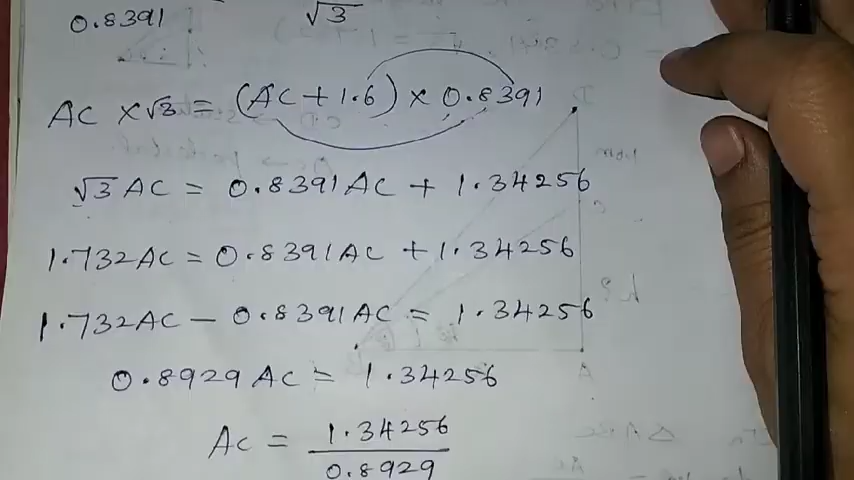 0.8391 √3
AC × √3 = (AC + 1.6) × 0.8391
√3 AC = 0.8391 AC + 1.34256
1.732 AC = 0.8391 AC + 1.34256
1.732 AC − 0.8391 AC = 1.34256
0.8929 AC = 1.34256
AC = 1.34256
0.8929